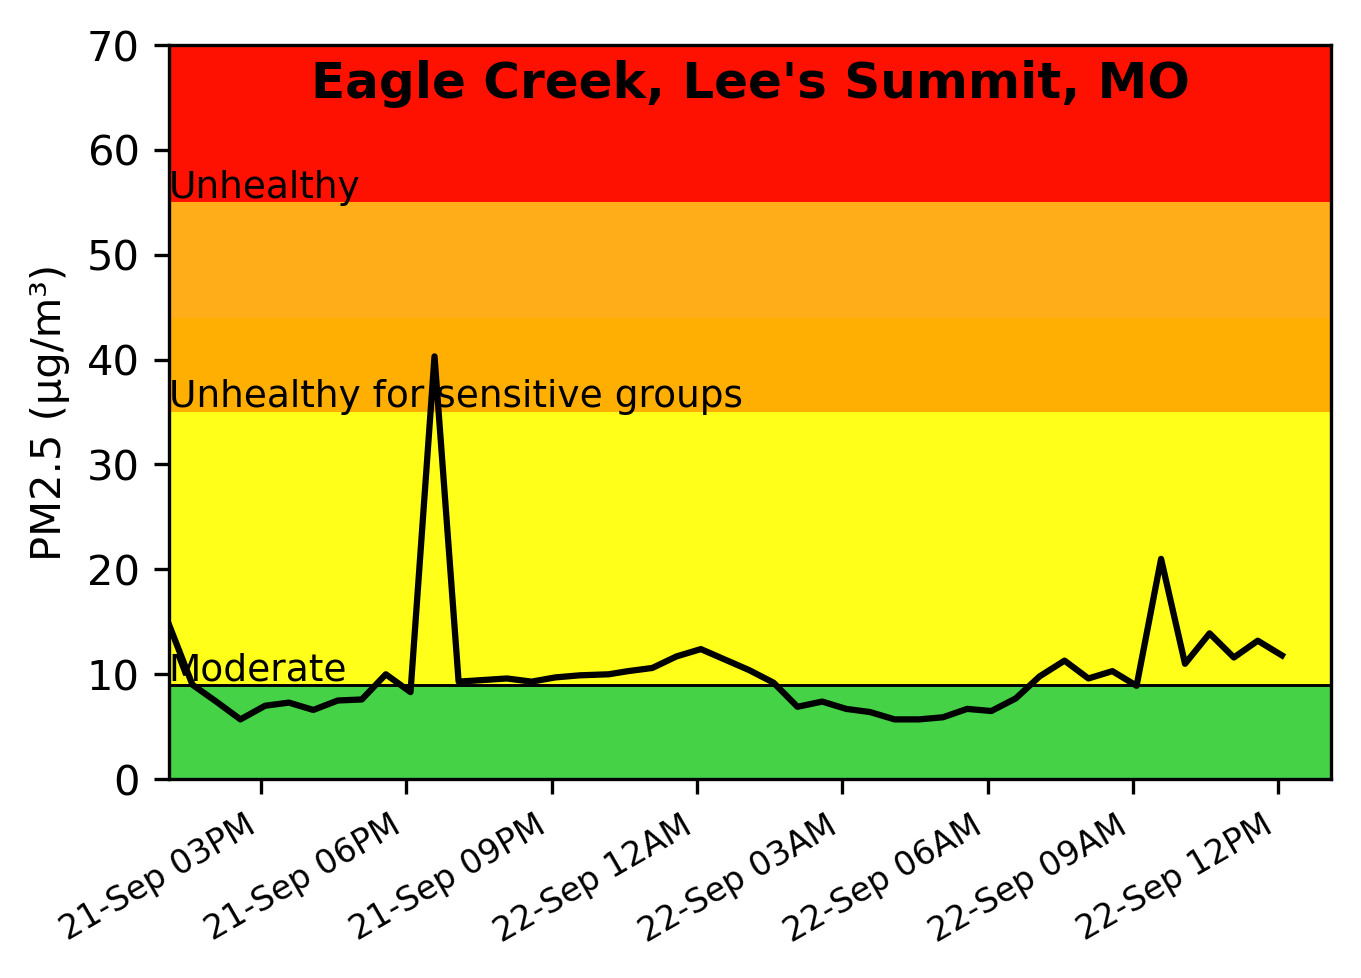 Eagle Creek, Lee's Summit, MO
70
60
50
40
30
20
10
0
PM2.5 (µg/m³)
Unhealthy
Unhealthy for sensitive groups
Moderate
21-Sep 03PM
21-Sep 06PM
21-Sep 09PM
22-Sep 12AM
22-Sep 03AM
22-Sep 06AM
22-Sep 09AM
22-Sep 12PM